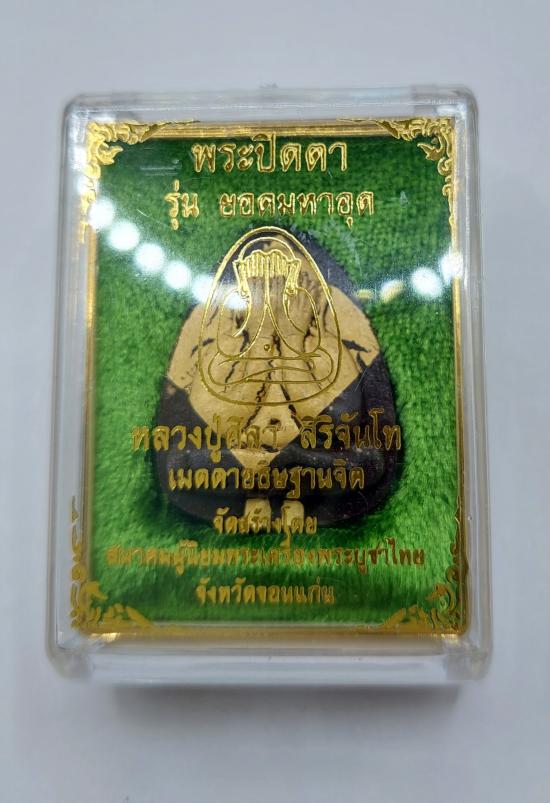 พระปิดตา
รุ่น ยอดมหาอุด
หลวงปู่ศิลา สิริจันโท
เมตตาอธิษฐานจิต
จัดสร้างโดย
สมาคมผู้นิยมพระเครื่องพระบูชาไทย
จังหวัดขอนแก่น